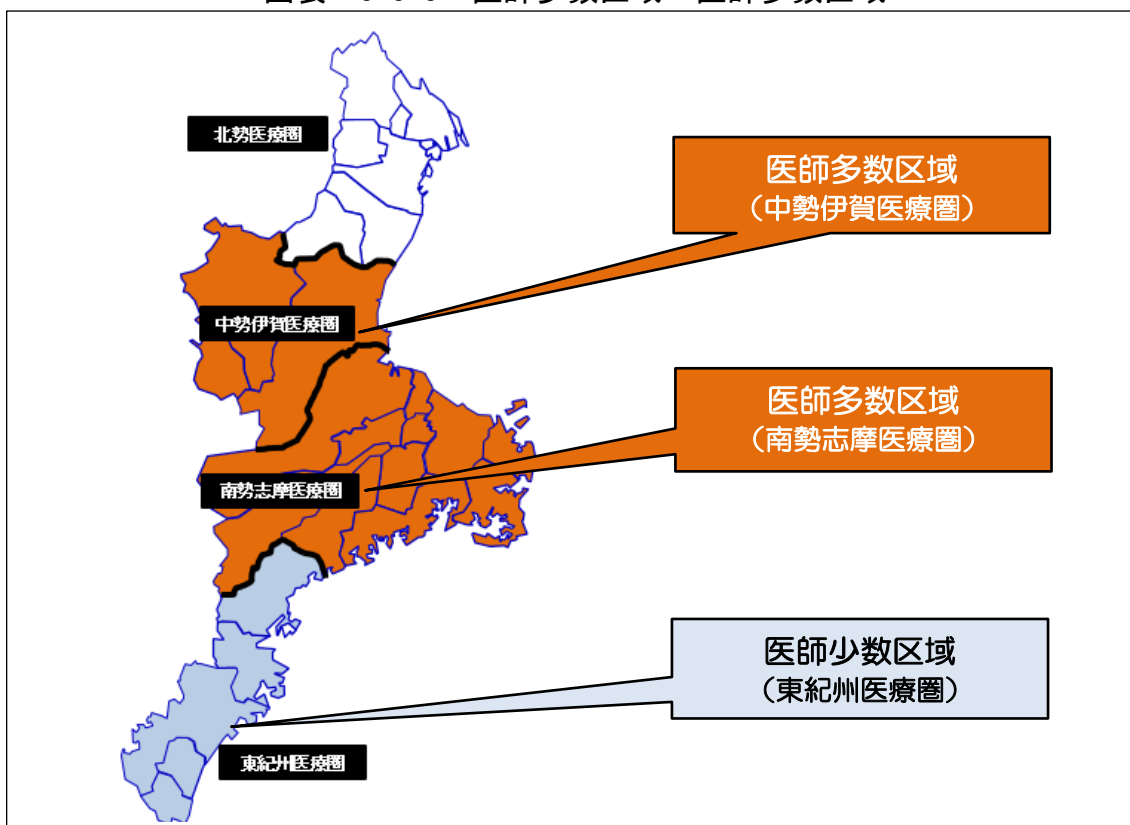 北勢医療圏
医師多数区域
（中勢伊賀医療圏）
中勢伊賀医療圏
医師多数区域
（南勢志摩医療圏）
南勢志摩医療圏
医師少数区域
（東紀州医療圏）
東紀州医療圏